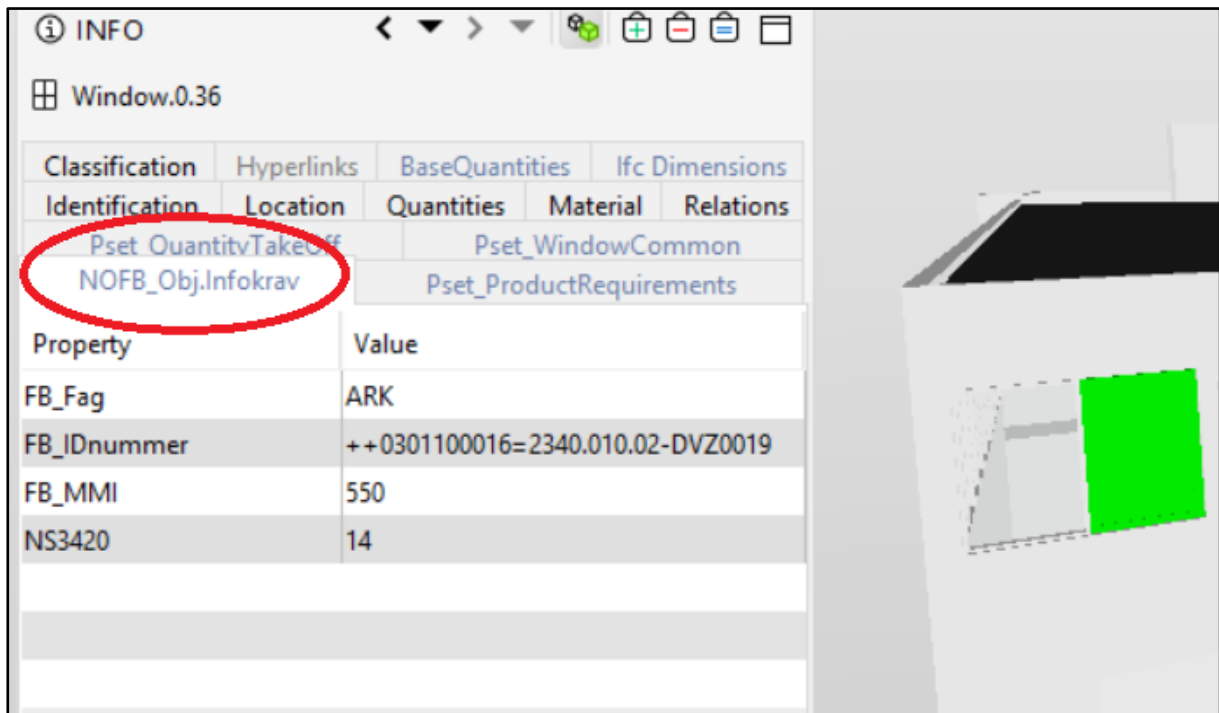 INFO
Window.0.36
Classification Hyperlinks BaseQuantities Ifc Dimensions
Identification Location Quantities Material Relations
Pset_QuantityTakeOff Pset_WindowCommon
NOFB_Obj.Infokrav Pset_ProductRequirements
Property Value
FB_Fag ARK
FB_IDnummer ++0301100016=2340.010.02-DVZ0019
FB_MMI 550
NS3420 14